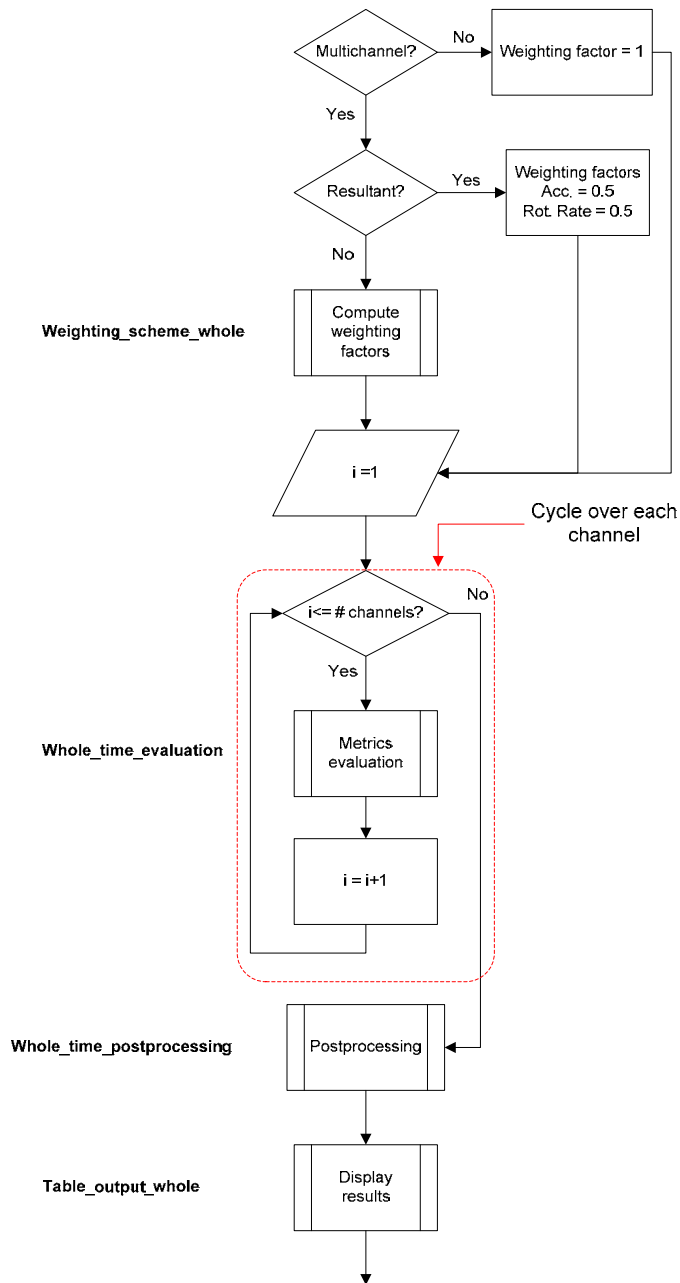 Multichannel?
No
Weighting factor = 1
Yes
Resultant?
Yes
Weighting factors
Acc. = 0.5
Rot. Rate = 0.5
No
Weighting_scheme_whole
Compute
weighting
factors
i =1
Cycle over each
channel
i<= # channels?
No
Yes
Whole_time_evaluation
Metrics
evaluation
i = i+1
Whole_time_postprocessing
Postprocessing
Table_output_whole
Display
results